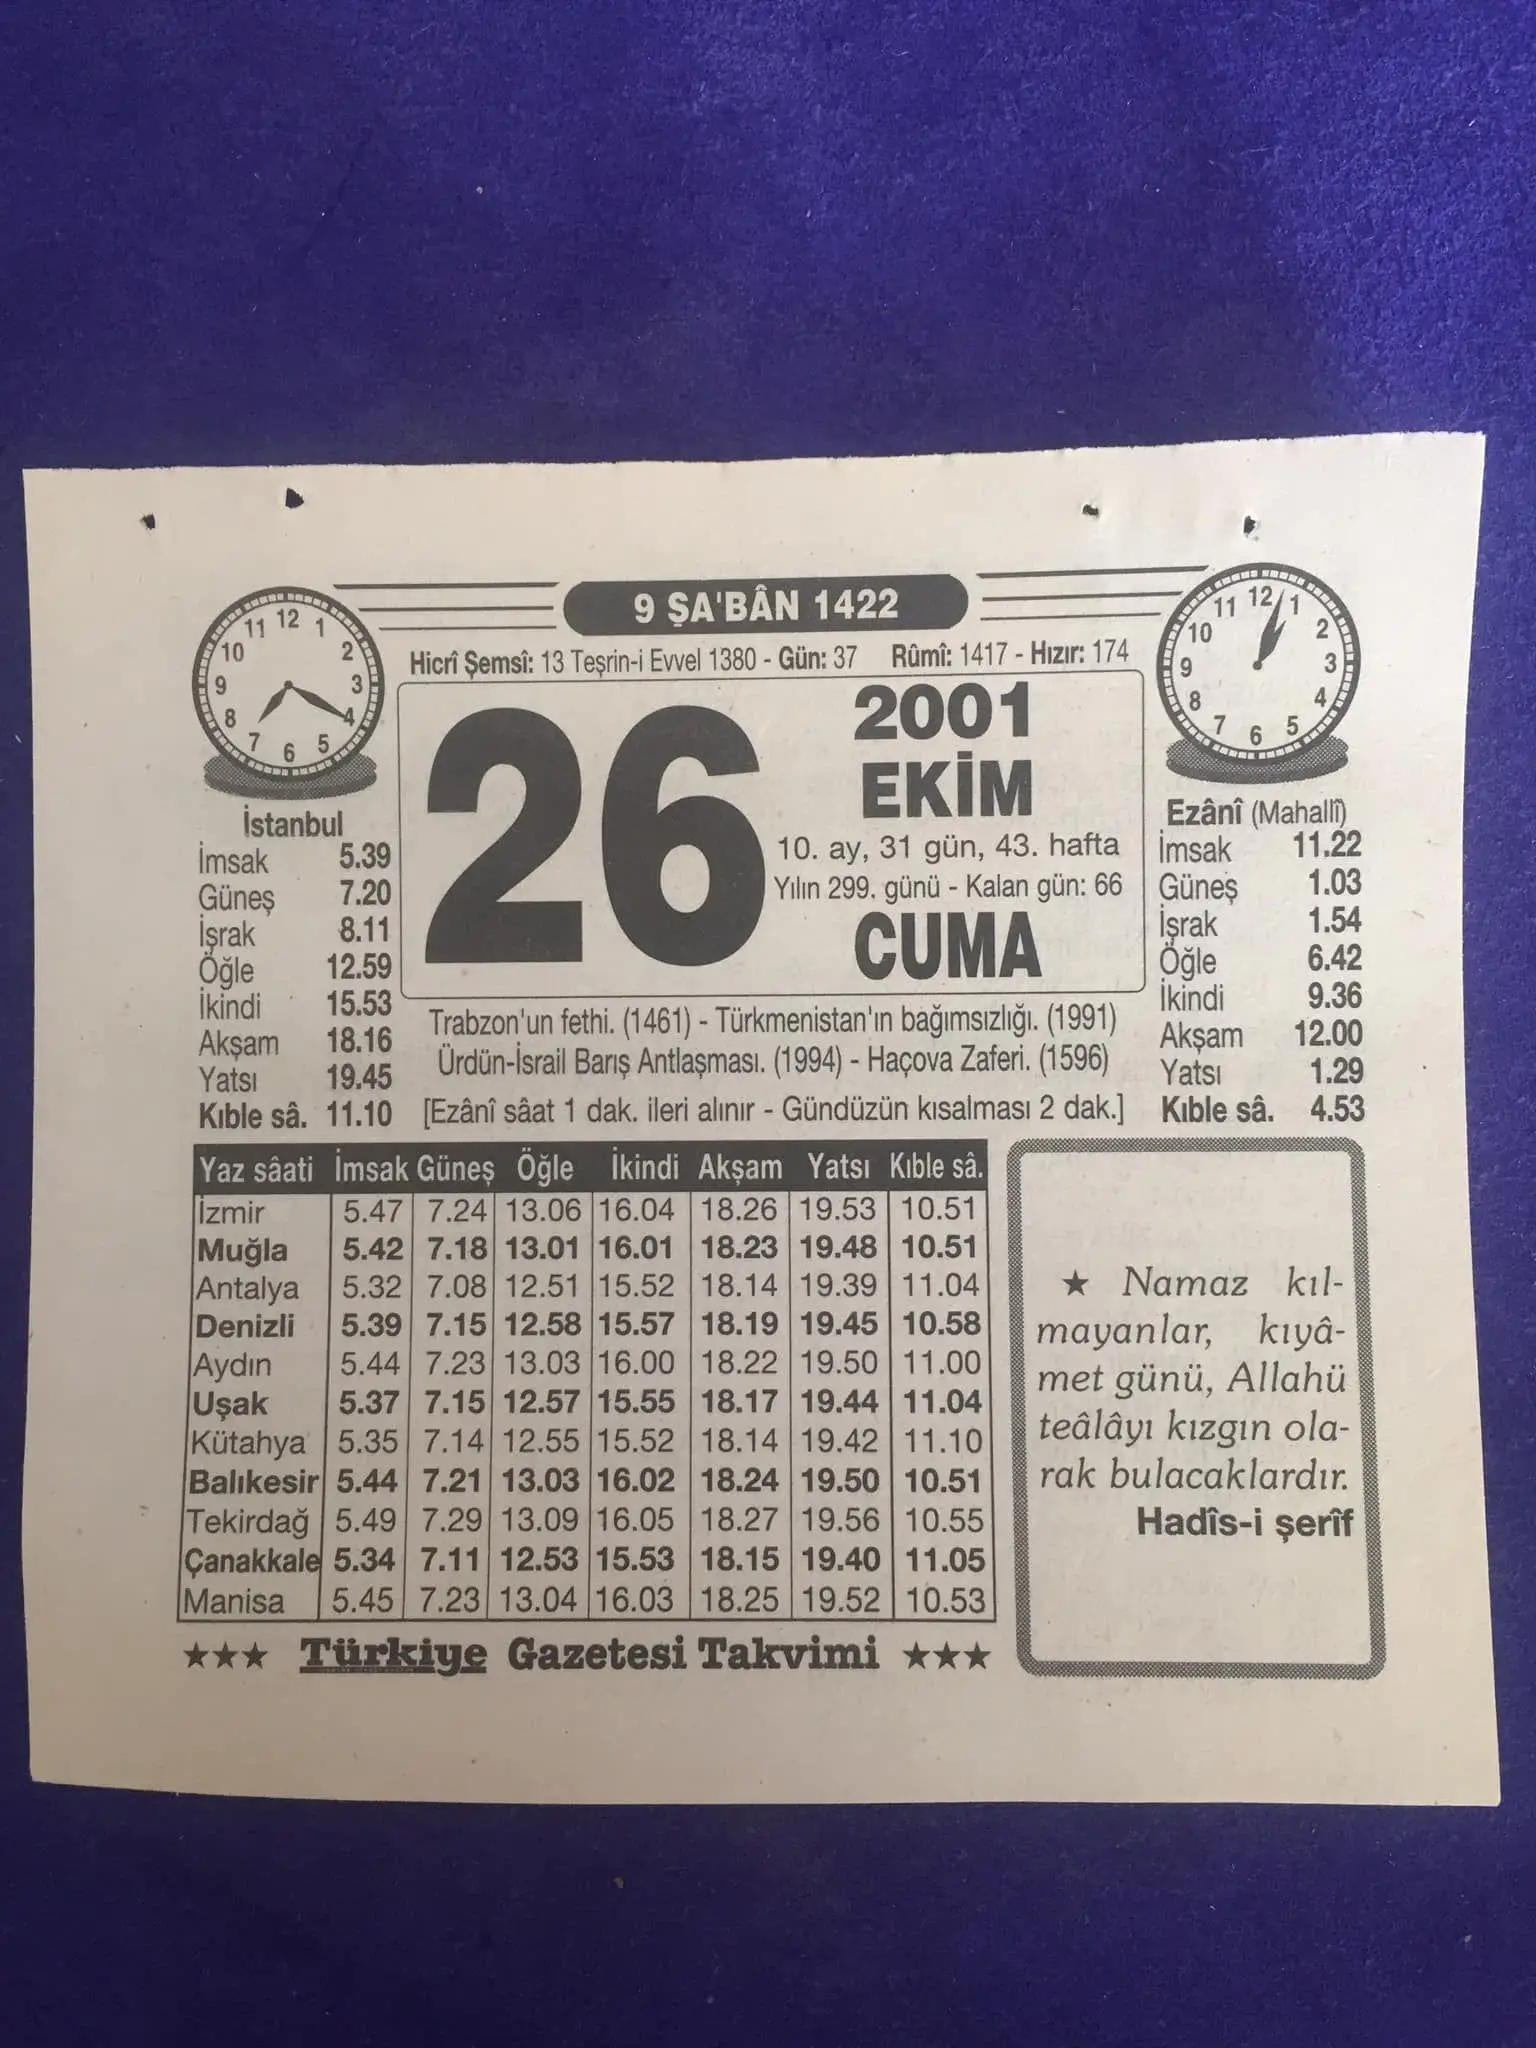 9 ŞA'BÂN 1422
Hicrî Şemsî: 13 Teşrin-i Evvel 1380 - Gün: 37 Rûmî: 1417 - Hızır: 174
12 1 2 3 4 5 6 7 8 9 10 11
26
2001
EKİM
10. ay, 31 gün, 43. hafta
Yılın 299. günü - Kalan gün: 66
CUMA
12 1 2 3 4 5 6 7 8 9 10 11
İstanbul
İmsak 5.39
Güneş 7.20
İşrak 8.11
Öğle 12.59
İkindi 15.53
Akşam 18.16
Yatsı 19.45
Kıble sâ. 11.10
Ezânî (Mahallî)
İmsak 11.22
Güneş 1.03
İşrak 1.54
Öğle 6.42
İkindi 9.36
Akşam 12.00
Yatsı 1.29
Kıble sâ. 4.53
Trabzon'un fethi. (1461) - Türkmenistan'ın bağımsızlığı. (1991)
Ürdün-İsrail Barış Antlaşması. (1994) - Haçova Zaferi. (1596)
[Ezânî sâat 1 dak. ileri alınır - Gündüzün kısalması 2 dak.]
Yaz sâati İmsak Güneş Öğle İkindi Akşam Yatsı Kıble sâ.
İzmir 5.47 7.24 13.06 16.04 18.26 19.53 10.51
Muğla 5.42 7.18 13.01 16.01 18.23 19.48 10.51
Antalya 5.32 7.08 12.51 15.52 18.14 19.39 11.04
Denizli 5.39 7.15 12.58 15.57 18.19 19.45 10.58
Aydın 5.44 7.23 13.03 16.00 18.22 19.50 11.00
Uşak 5.37 7.15 12.57 15.55 18.17 19.44 11.04
Kütahya 5.35 7.14 12.55 15.52 18.14 19.42 11.10
Balıkesir 5.44 7.21 13.03 16.02 18.24 19.50 10.51
Tekirdağ 5.49 7.29 13.09 16.05 18.27 19.56 10.55
Çanakkale 5.34 7.11 12.53 15.53 18.15 19.40 11.05
Manisa 5.45 7.23 13.04 16.03 18.25 19.52 10.53
★★★ Türkiye Gazetesi Takvimi ★★★
★ Namaz kıl-
mayanlar, kıyâ-
met günü, Allahü
teâlâyı kızgın ola-
rak bulacaklardır.
Hadîs-i şerîf